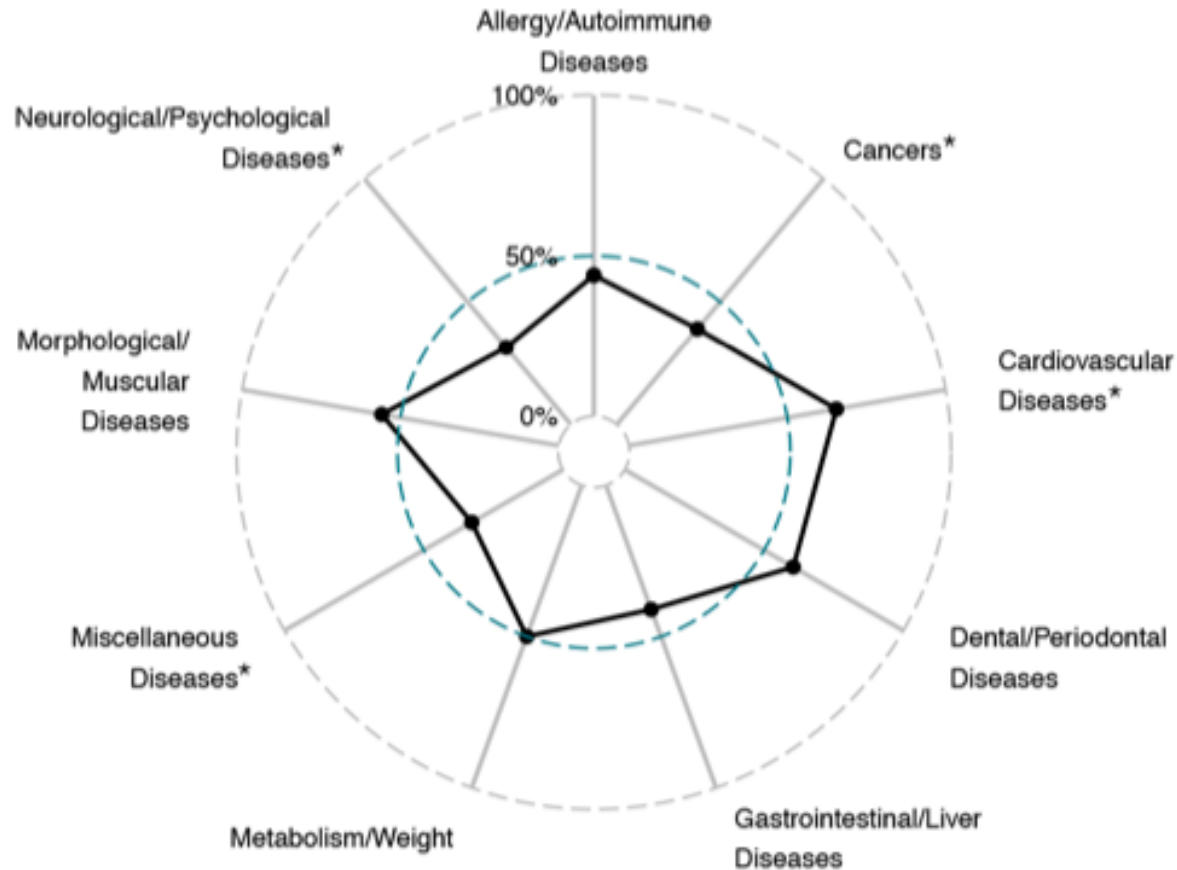 Allergy/Autoimmune
Diseases
100%
Neurological/Psychological
Diseases*
Cancers*
50%
Morphological/
Muscular
Diseases
Cardiovascular
Diseases*
0%
Miscellaneous
Diseases*
Dental/Periodontal
Diseases
Metabolism/Weight
Gastrointestinal/Liver
Diseases